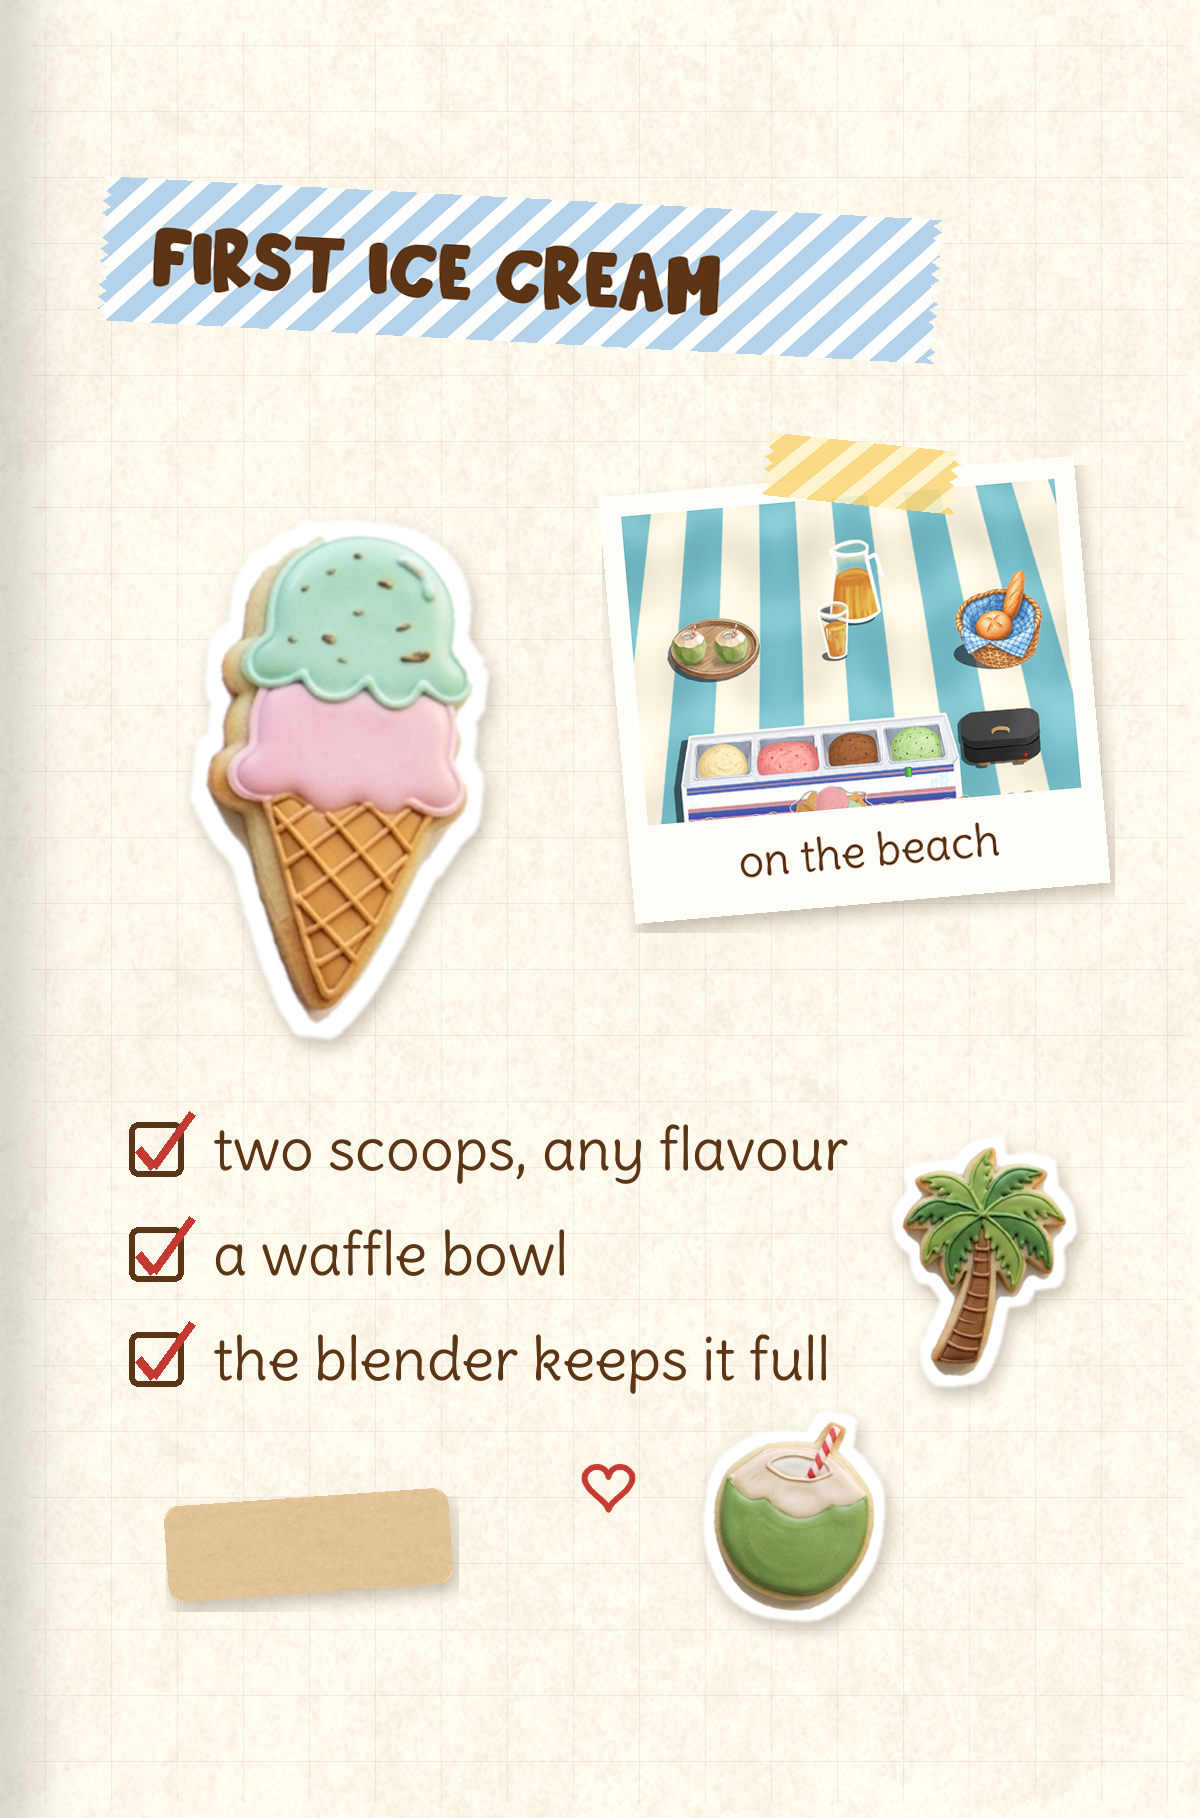 FIRST ICE CREAM
on the beach
two scoops, any flavour
a waffle bowl
the blender keeps it full